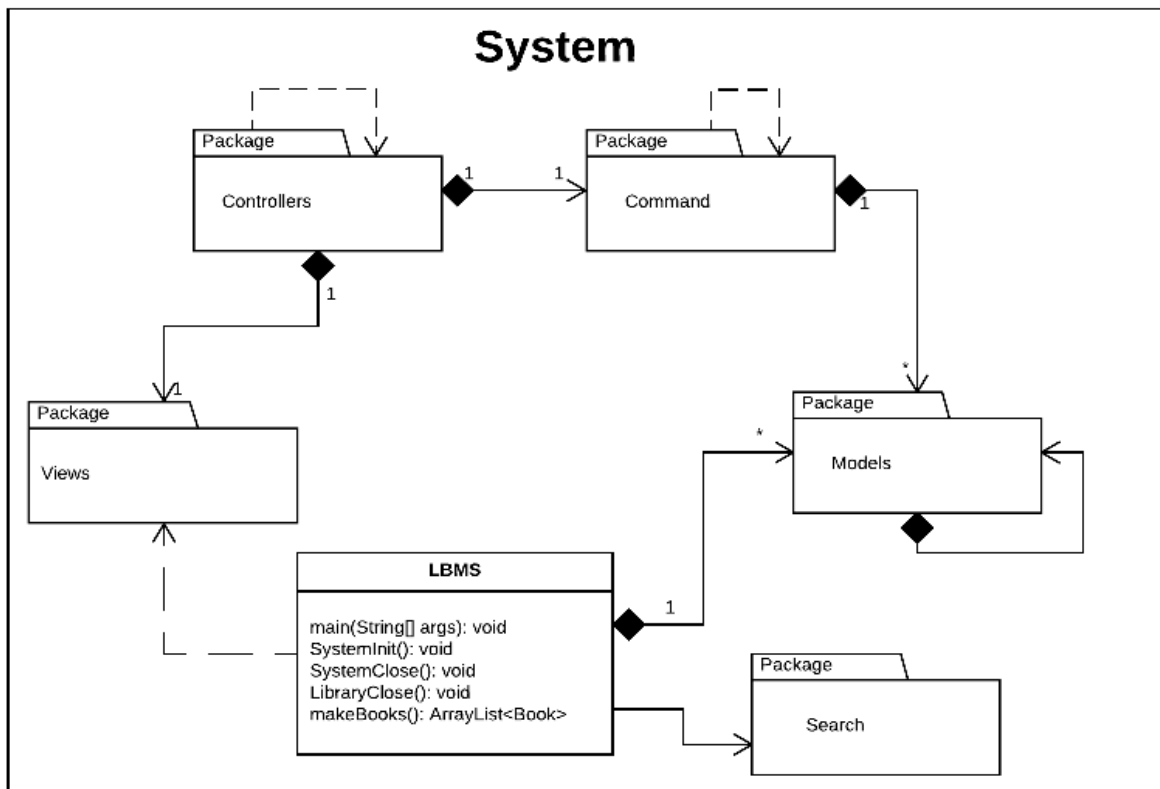 System
Package
Controllers
1
1
Package
Command
1
*
1
1
Package
Views
Package
Models
*
1
LBMS
main(String[] args): void
SystemInit(): void
SystemClose(): void
LibraryClose(): void
makeBooks(): ArrayList<Book>
Package
Search